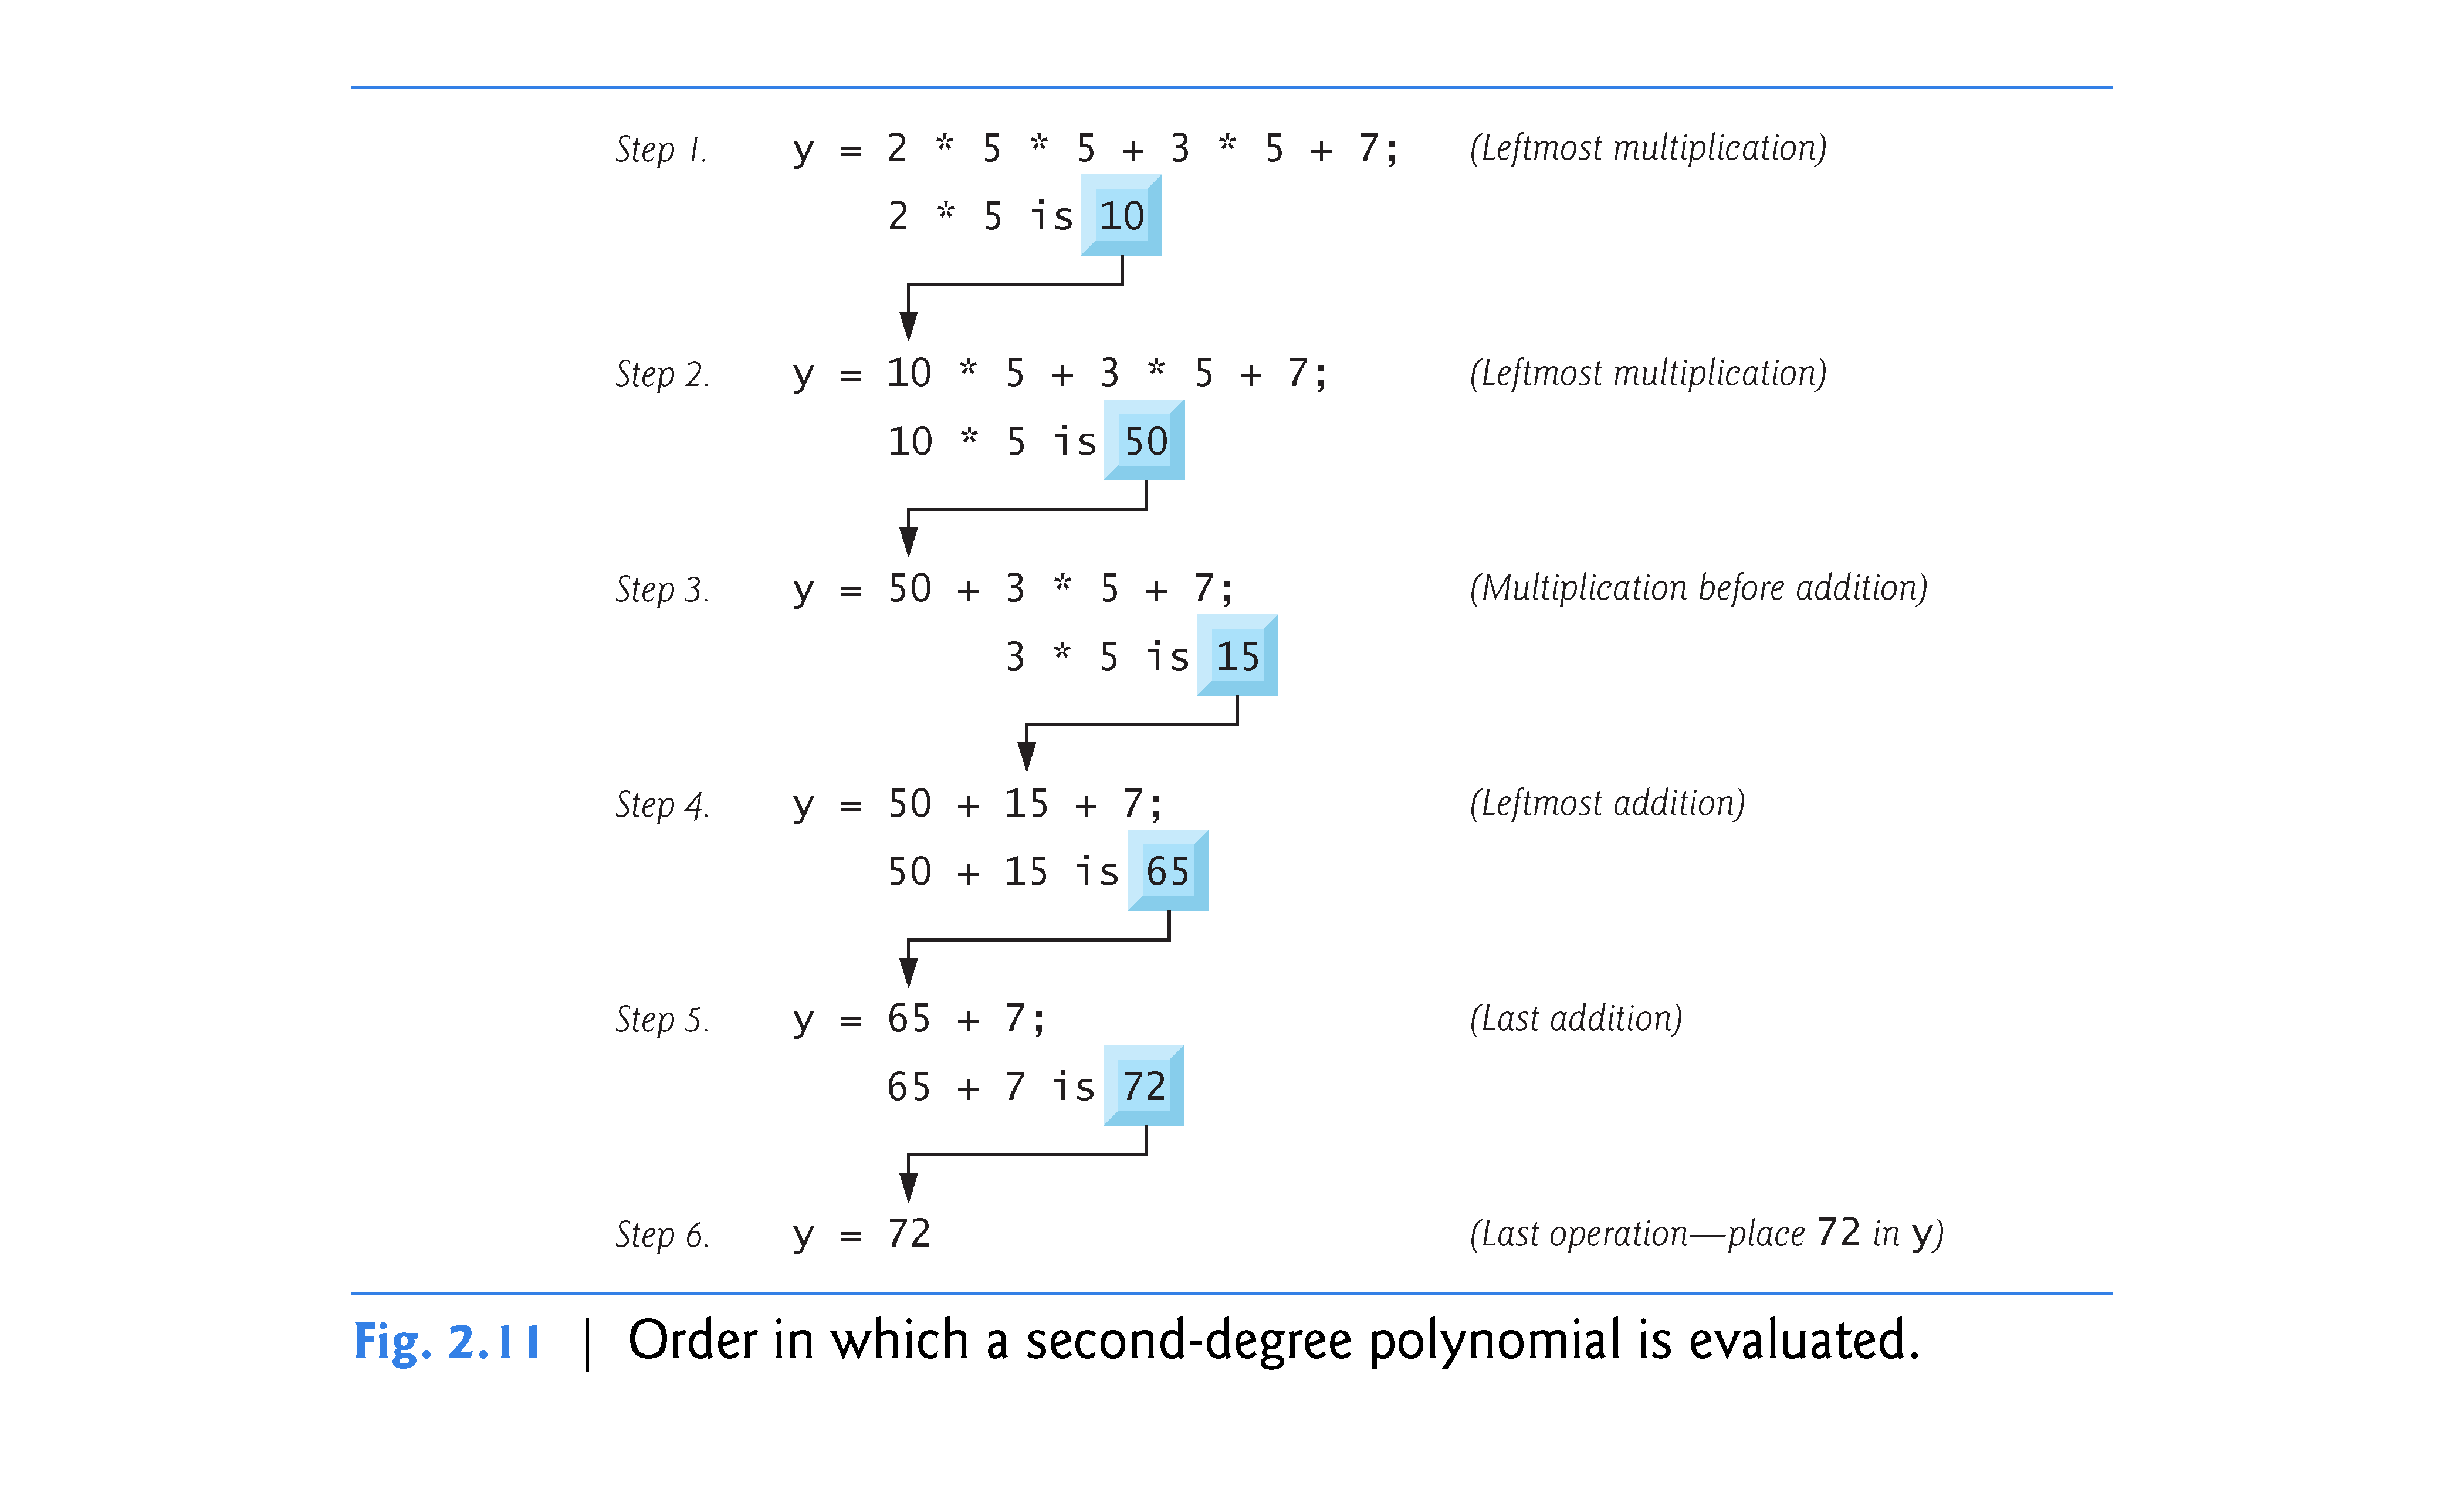 Step 1. y = 2 * 5 * 5 + 3 * 5 + 7; (Leftmost multiplication)
2 * 5 is 10
Step 2. y = 10 * 5 + 3 * 5 + 7; (Leftmost multiplication)
10 * 5 is 50
Step 3. y = 50 + 3 * 5 + 7; (Multiplication before addition)
3 * 5 is 15
Step 4. y = 50 + 15 + 7; (Leftmost addition)
50 + 15 is 65
Step 5. y = 65 + 7; (Last addition)
65 + 7 is 72
Step 6. y = 72 (Last operation—place 72 in y)
Fig. 2.11 | Order in which a second-degree polynomial is evaluated.